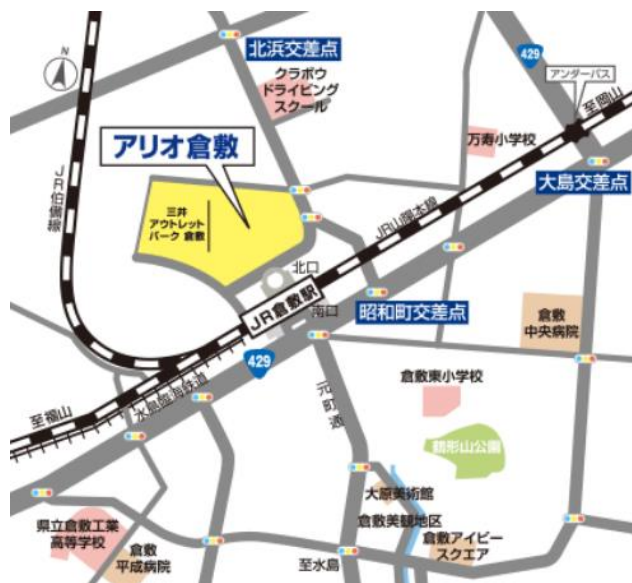 N
北浜交差点
クラボウ
ドライビング
スクール
429
アンダーパス
至岡山
万寿小学校
大島交差点
アリオ倉敷
JR伯備線
三井
アウトレット
パーク 倉敷
JR山陽本線
北口
JR倉敷駅
南口
昭和町交差点
倉敷
中央病院
429
水島臨海鉄道
至福山
元町通
倉敷東小学校
鶴形山公園
大原美術館
倉敷美観地区
倉敷アイビー
スクエア
県立倉敷工業
高等学校
倉敷
平成病院
至水島